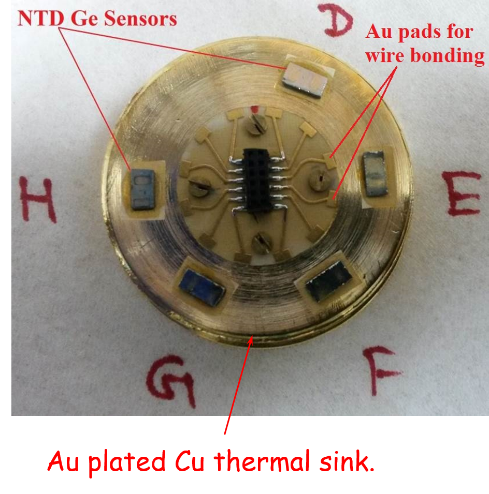 NTD Ge Sensors
D
Au pads for
wire bonding
H
E
G
F
Au plated Cu thermal sink.